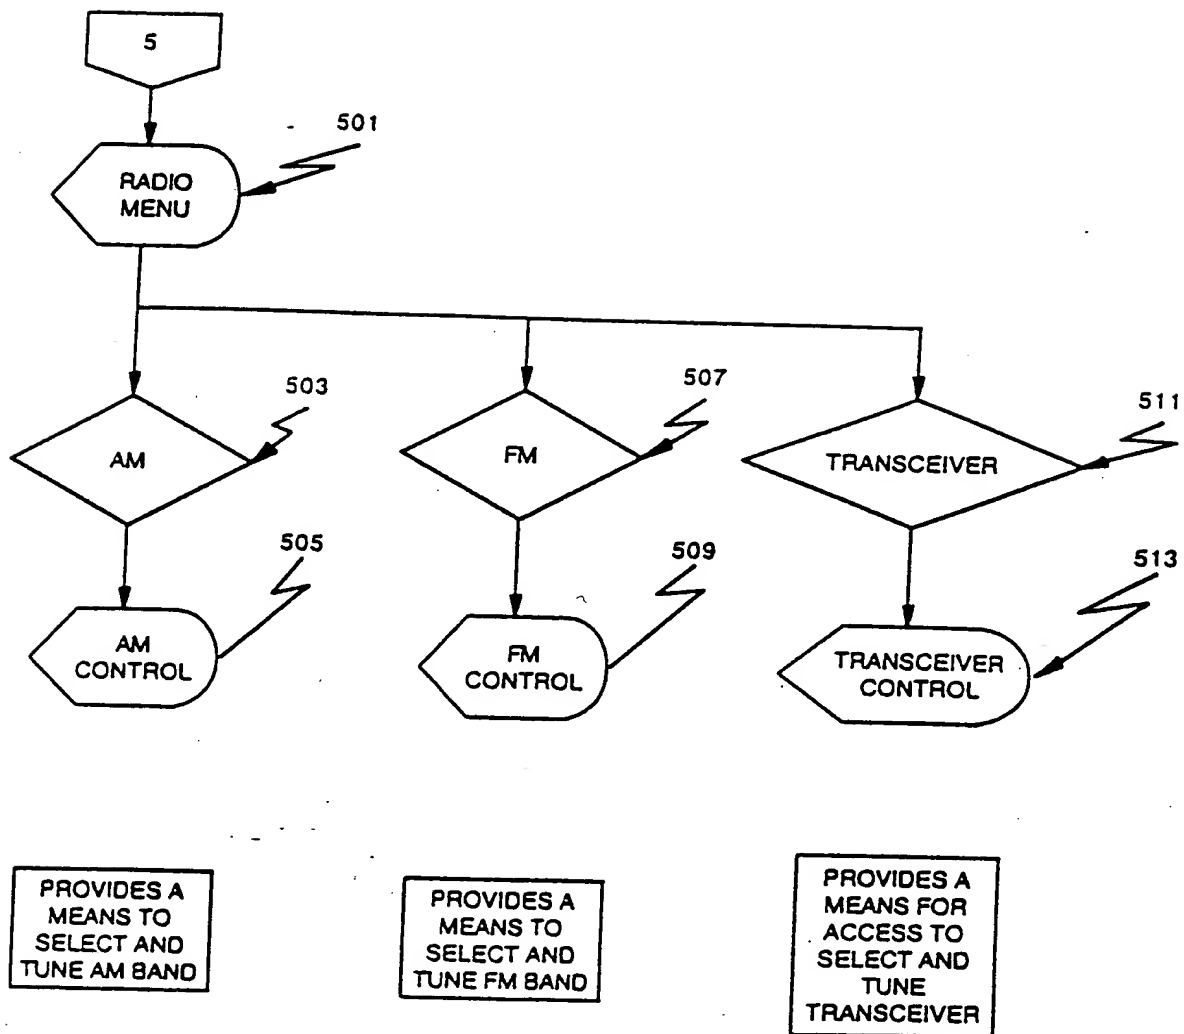 5
501
RADIO
MENU
503
507
511
AM
FM
TRANSCEIVER
505
509
513
AM
CONTROL
FM
CONTROL
TRANSCEIVER
CONTROL
PROVIDES A
MEANS TO
SELECT AND
TUNE AM BAND
PROVIDES A
MEANS TO
SELECT AND
TUNE FM BAND
PROVIDES A
MEANS FOR
ACCESS TO
SELECT AND
TUNE
TRANSCEIVER